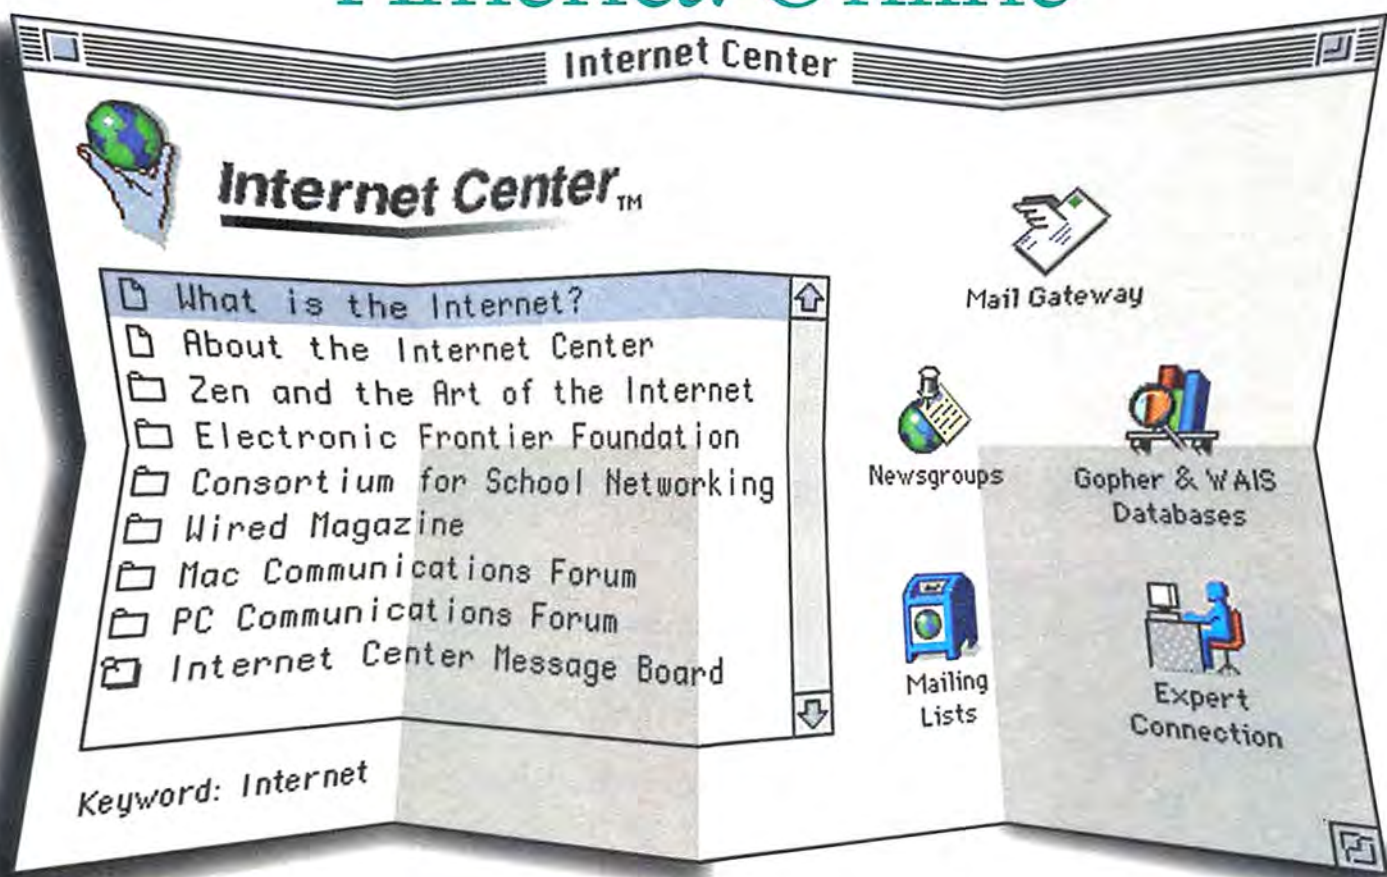 America Online
Internet Center
Internet Center™
What is the Internet?
About the Internet Center
Zen and the Art of the Internet
Electronic Frontier Foundation
Consortium for School Networking
Wired Magazine
Mac Communications Forum
PC Communications Forum
Internet Center Message Board
Keyword: Internet
Mail Gateway
Newsgroups
Gopher & WAIS
Databases
Mailing
Lists
Expert
Connection